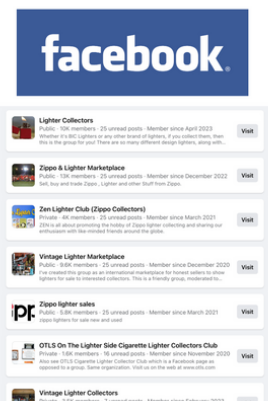 facebook
Lighter Collectors
Public · 10K members · 25 unread posts · Member since April 2023
Whether it's BIC Lighters or any other brand of lighters, if you collect them, then
this is the group for you! There are so many different design lighters, along with...
Visit
Zippo & Lighter Marketplace
Public · 13K members · 25 unread posts · Member since December 2022
Sell, buy and trade Zippo , Lighter and other Stuff from Zippo.
Visit
Zen Lighter Club (Zippo Collectors)
Private · 4K members · 25 unread posts · Member since March 2021
ZEN is all about promoting the hobby of Zippo lighter collecting and sharing our
enthusiasm with like-minded friends around the globe.
Visit
Vintage Lighter Marketplace
Public · 9.6K members · 25 unread posts · Member since December 2020
I've created this group as an international marketplace for honest sellers to show
lighters for sale to interested collectors. This is a friendly group, moderated to...
Visit
Zippo lighter sales
Public · 5.8K members · 25 unread posts · Member since March 2021
zippo lighters for sale new and used
Visit
OTLS On The Lighter Side Cigarette Lighter Collectors Club
Private · 1.6K members · 16 unread posts · Member since November 2020
Also see OTLS Cigarette Lighter Collector Club which is a Facebook page as
opposed to a group. Same organization. Visit us on the web at www.otls.com
Visit
Vintage Lighter Collectors